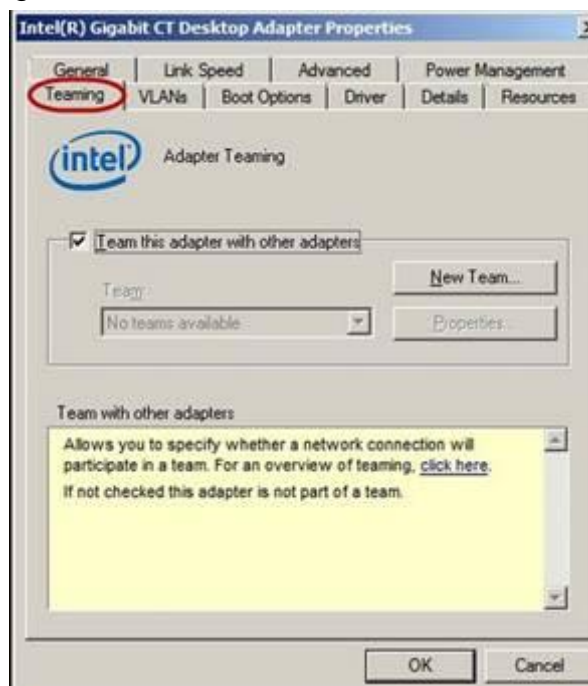 Intel(R) Gigabit CT Desktop Adapter Properties
General
Link Speed
Advanced
Power Management
Teaming
VLANs
Boot Options
Driver
Details
Resources
intel
Adapter Teaming
Team this adapter with other adapters
New Team...
Team:
No teams available
Properties...
Team with other adapters
Allows you to specify whether a network connection will
participate in a team. For an overview of teaming, click here.
If not checked this adapter is not part of a team.
OK
Cancel